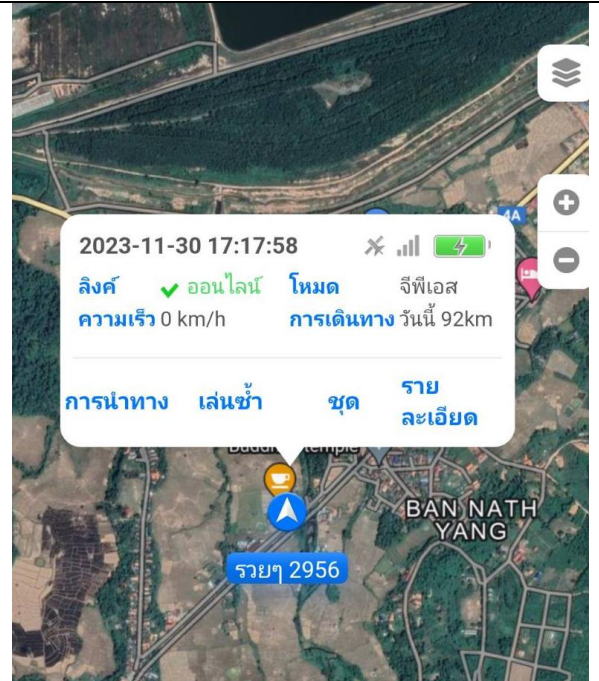 4A
2023-11-30 17:17:58
ลิงค์ ออนไลน์ โหมด จีพีเอส
ความเร็ว 0 km/h การเดินทาง วันนี้ 92km
การนำทาง เล่นซ้ำ ชุด ราย
ละเอียด
BAN NATH
YANG
รวยๆ 2956